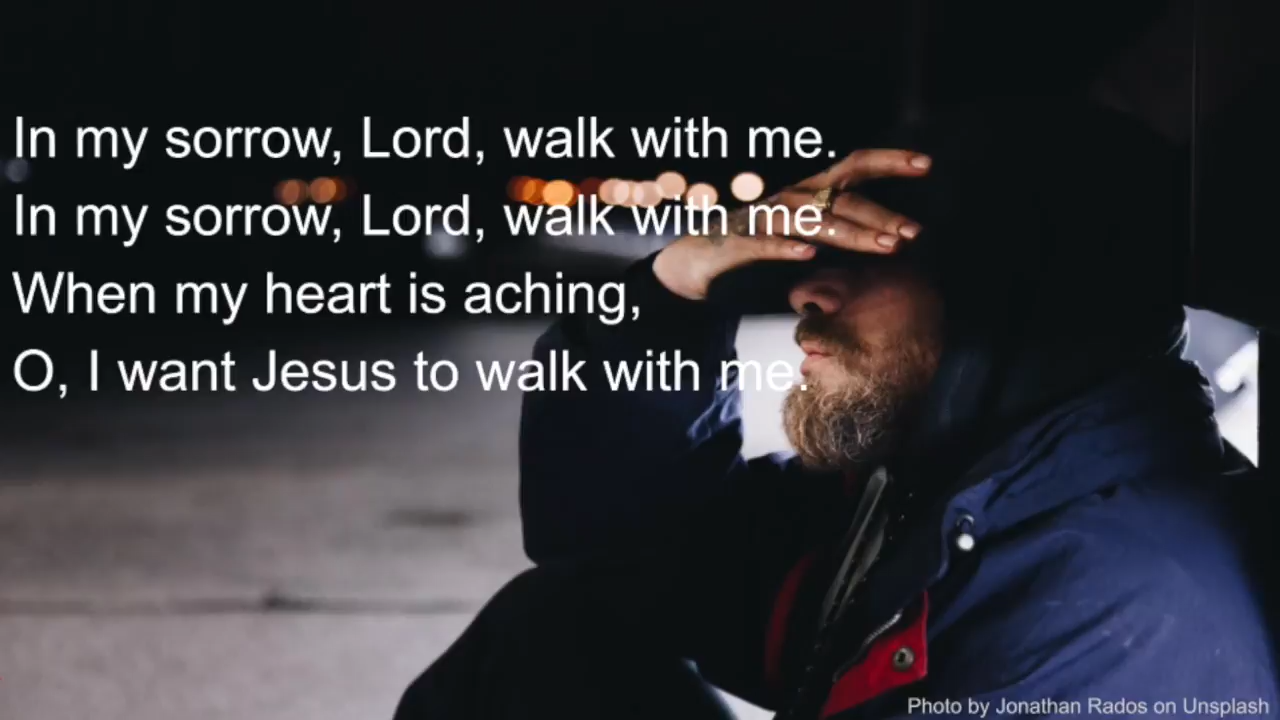 In my sorrow, Lord, walk with me.
In my sorrow, Lord, walk with me.
When my heart is aching,
O, I want Jesus to walk with me.
Photo by Jonathan Rados on Unsplash